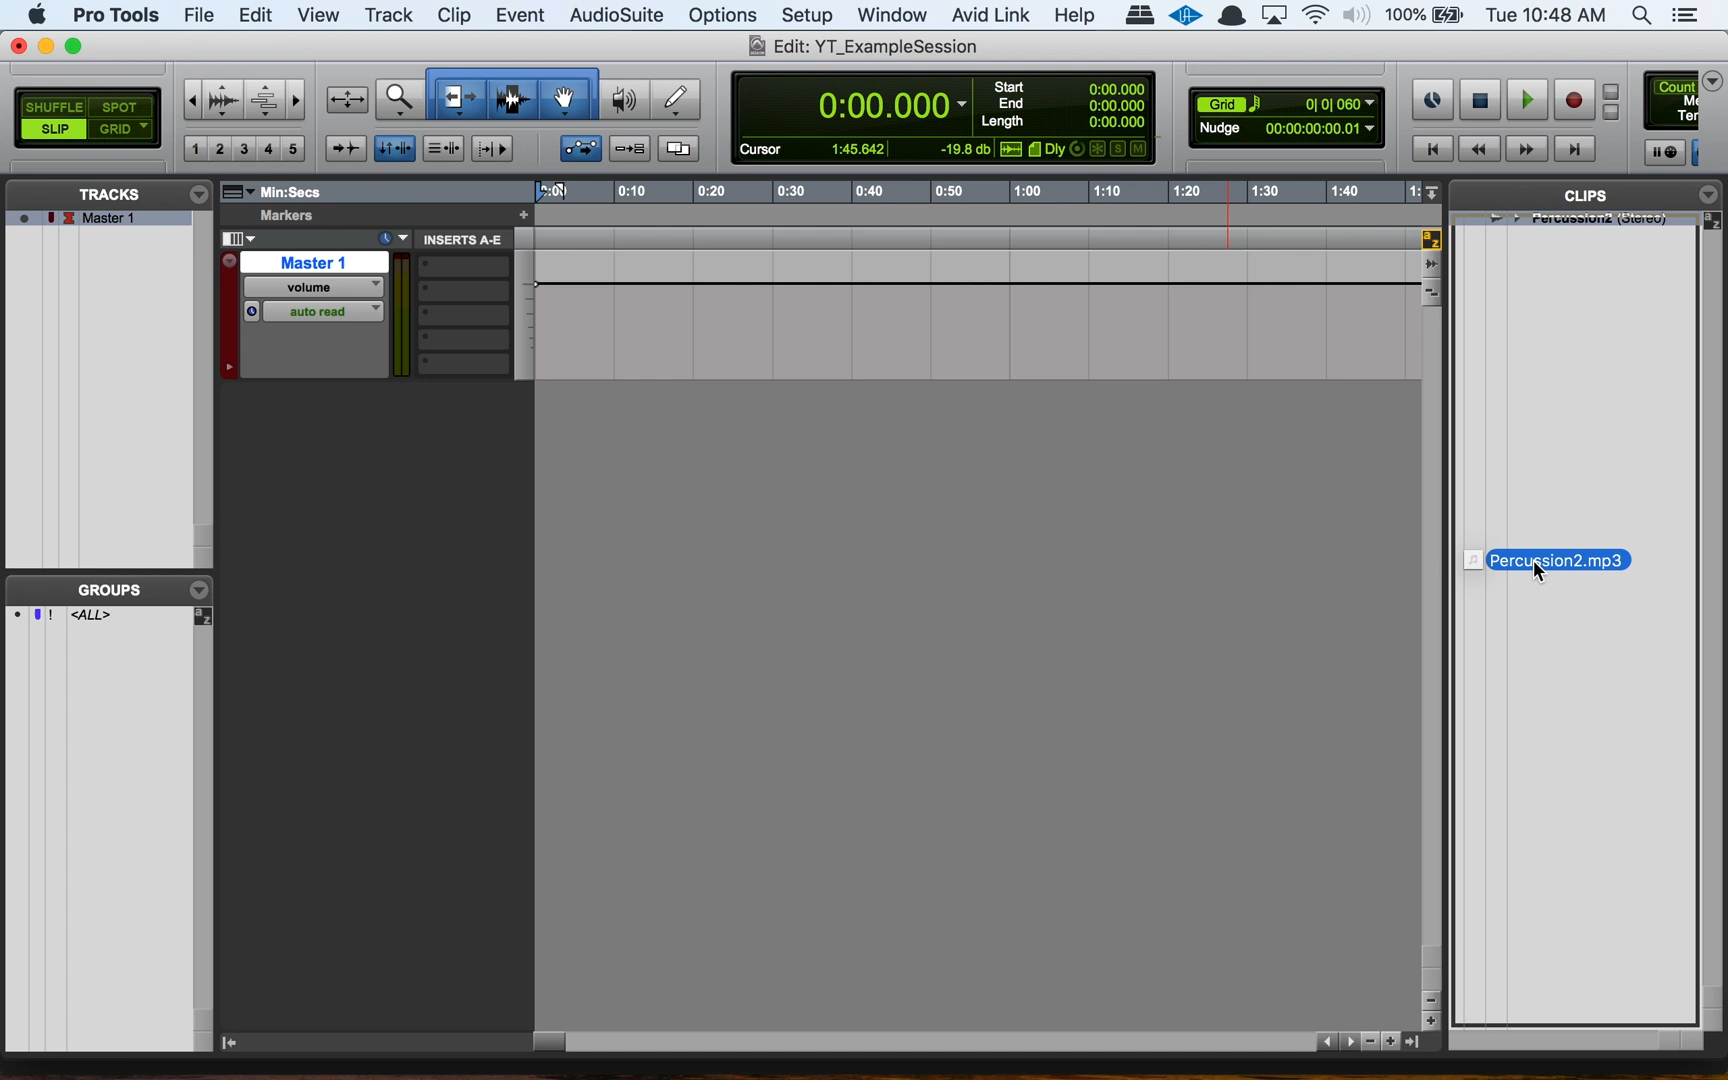 Pro Tools File Edit View Track Clip Event AudioSuite Options Setup Window Avid Link Help 100% Tue 10:48 AM
Edit: YT_ExampleSession
SHUFFLE SPOT
SLIP GRID
1 2 3 4 5
0:00.000
Start 0:00.000
End 0:00.000
Length 0:00.000
Cursor 1:45.642 -19.8 db Dly S M
Grid 0| 0| 060
Nudge 00:00:00:00.01
Count
Me
Ter
TRACKS
Master 1
Min:Secs
0:10 0:20 0:30 0:40 0:50 1:00 1:10 1:20 1:30 1:40 1:
Markers
INSERTS A-E
Master 1
volume
auto read
a
z
CLIPS
Percussion2 (Stereo)
a
z
Percussion2.mp3
GROUPS
! <ALL>
a
z